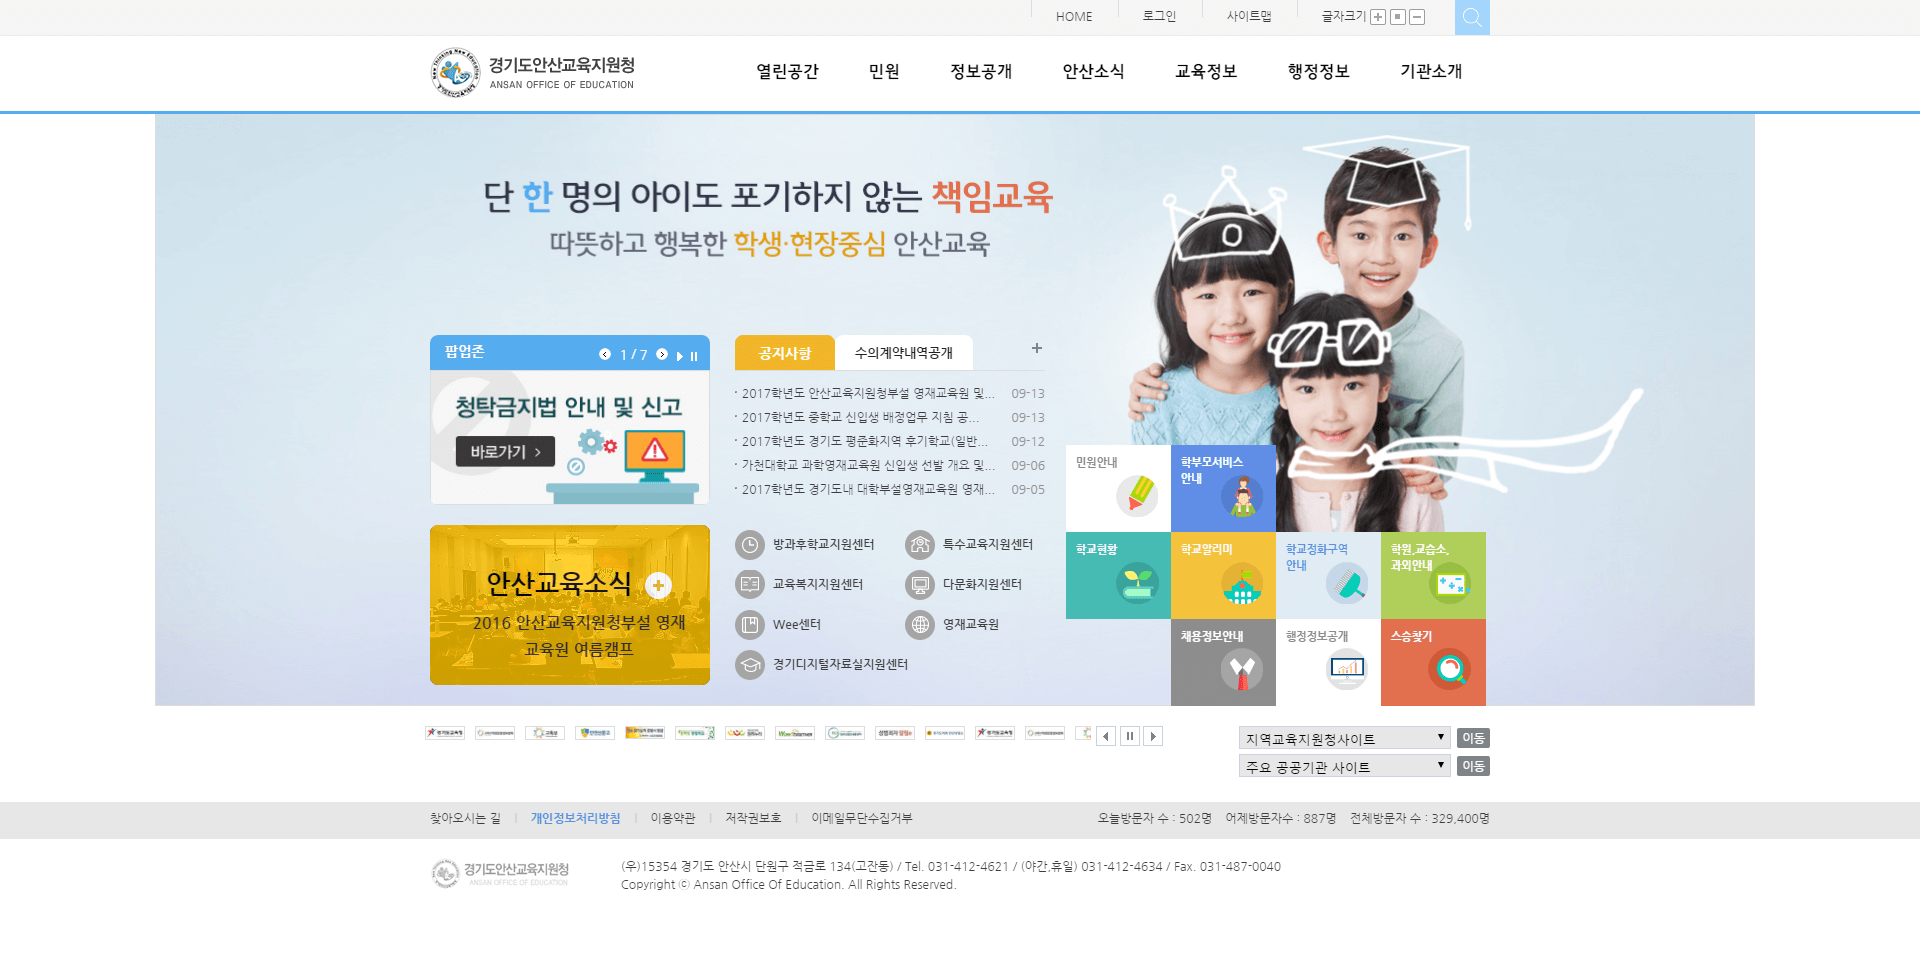 HOME
로그인
사이트맵
글자크기
경기도안산교육지원청
ANSAN OFFICE OF EDUCATION
열린공간
민원
정보공개
안산소식
교육정보
행정정보
기관소개
단 한 명의 아이도 포기하지 않는 책임교육
따뜻하고 행복한 학생·현장중심 안산교육
팝업존
1 / 7
청탁금지법 안내 및 신고
바로가기 >
공지사항
수의계약내역공개
2017학년도 안산교육지원청부설 영재교육원 및... 09-13
2017학년도 중학교 신입생 배정업무 지침 공... 09-13
2017학년도 경기도 평준화지역 후기학교(일반... 09-12
가천대학교 과학영재교육원 신입생 선발 개요 및... 09-06
2017학년도 경기도내 대학부설영재교육원 영재... 09-05
안산교육소식
2016 안산교육지원청부설 영재
교육원 여름캠프
방과후학교지원센터
특수교육지원센터
교육복지지원센터
다문화지원센터
Wee센터
영재교육원
경기디지털자료실지원센터
민원안내
학부모서비스
안내
학교현황
학교알리미
학교정화구역
안내
학원,교습소,
과외안내
채용정보안내
행정정보공개
스승찾기
지역교육지원청사이트
이동
주요 공공기관 사이트
이동
찾아오시는 길
개인정보처리방침
이용약관
저작권보호
이메일무단수집거부
오늘방문자 수 : 502명
어제방문자수 : 887명
전체방문자 수 : 329,400명
경기도안산교육지원청
ANSAN OFFICE OF EDUCATION
(우)15354 경기도 안산시 단원구 적금로 134(고잔동) / Tel. 031-412-4621 / (야간,휴일) 031-412-4634 / Fax. 031-487-0040
Copyright ⓒ Ansan Office Of Education. All Rights Reserved.